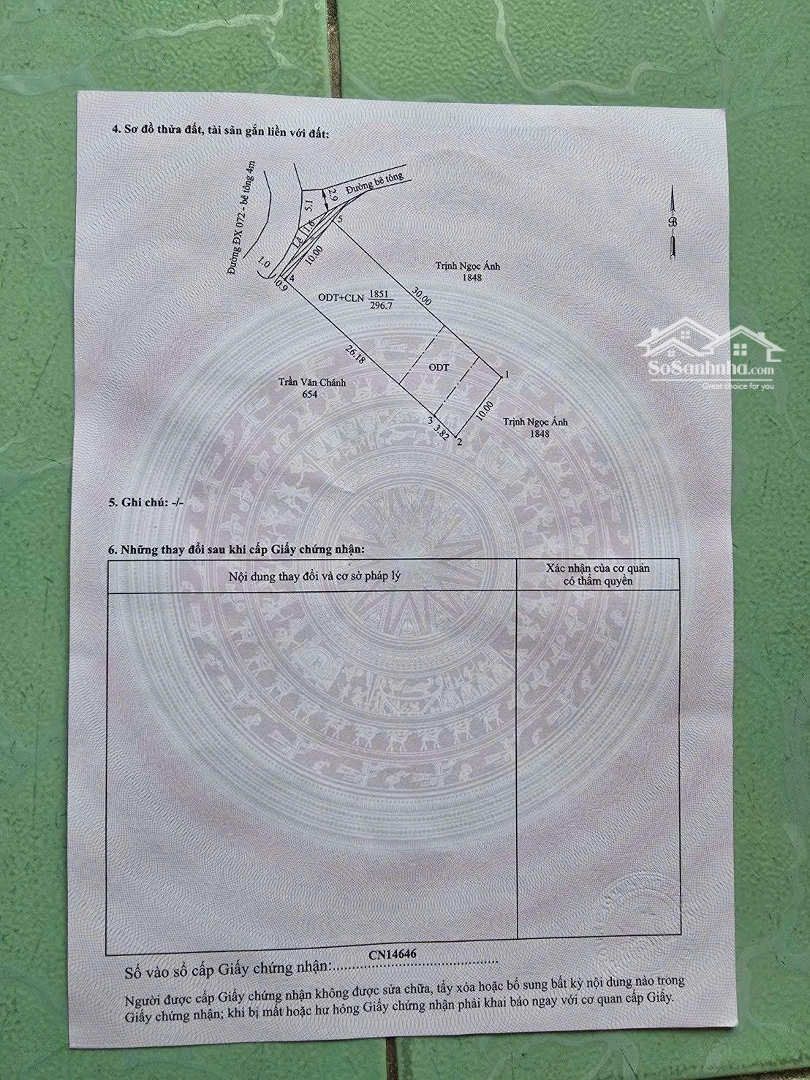 4. Sơ đồ thửa đất, tài sản gắn liền với đất:
Đường ĐX 072 - bê tông 4m
Đường bê tông
5.1
2.9
1.8
1.0
10.00
5
4
0.9
B
Trịnh Ngọc Ánh
1848
ODT+CLN 1851
296.7
30.00
26.18
ODT
1
Trần Văn Chánh
654
10.00
3
3.82
2
Trịnh Ngọc Ánh
1848
SoSanhnha.com
Great choice for you
5. Ghi chú: -/-
6. Những thay đổi sau khi cấp Giấy chứng nhận:
Nội dung thay đổi và cơ sở pháp lý
Xác nhận của cơ quan
có thẩm quyền
CN14646
Số vào sổ cấp Giấy chứng nhận:
Người được cấp Giấy chứng nhận không được sửa chữa, tẩy xóa hoặc bổ sung bất kỳ nội dung nào trong
Giấy chứng nhận; khi bị mất hoặc hư hỏng Giấy chứng nhận phải khai báo ngay với cơ quan cấp Giấy.